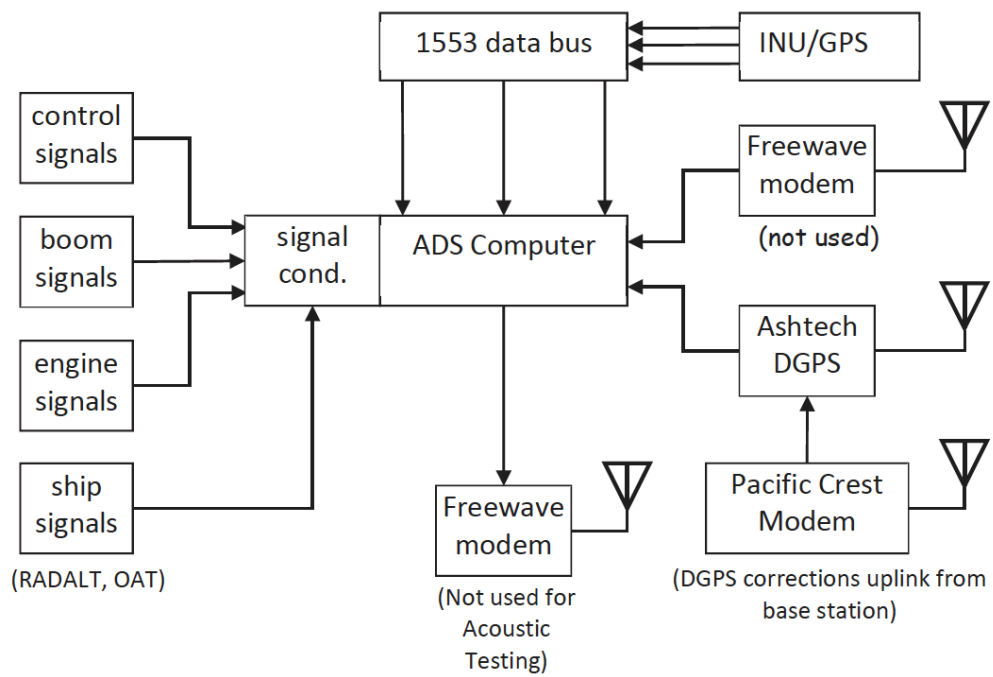 1553 data bus
INU/GPS
control
signals
Freewave
modem
(not used)
boom
signals
signal
cond.
ADS Computer
Ashtech
DGPS
engine
signals
ship
signals
(RADALT, OAT)
Freewave
modem
(Not used for
Acoustic
Testing)
Pacific Crest
Modem
(DGPS corrections uplink from
base station)